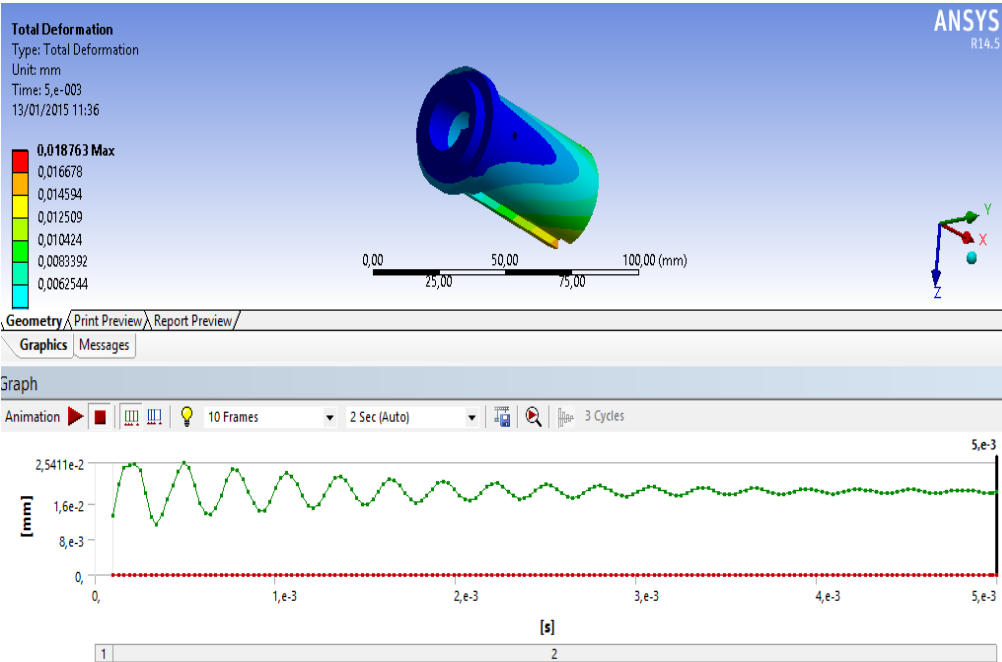 Total Deformation
Type: Total Deformation
Unit: mm
Time: 5,e-003
13/01/2015 11:36
ANSYS
R14.5
0,018763 Max
0,016678
0,014594
0,012509
0,010424
0,0083392
0,0062544
0,00 50,00 100,00 (mm)
25,00 75,00
Y
X
Z
Geometry Print Preview Report Preview
Graphics Messages
Graph
Animation 10 Frames 2 Sec (Auto) 3 Cycles
5,e-3
2,5411e-2
1,6e-2
8,e-3
0,
[mm]
0, 1,e-3 2,e-3 3,e-3 4,e-3 5,e-3
[s]
1 2